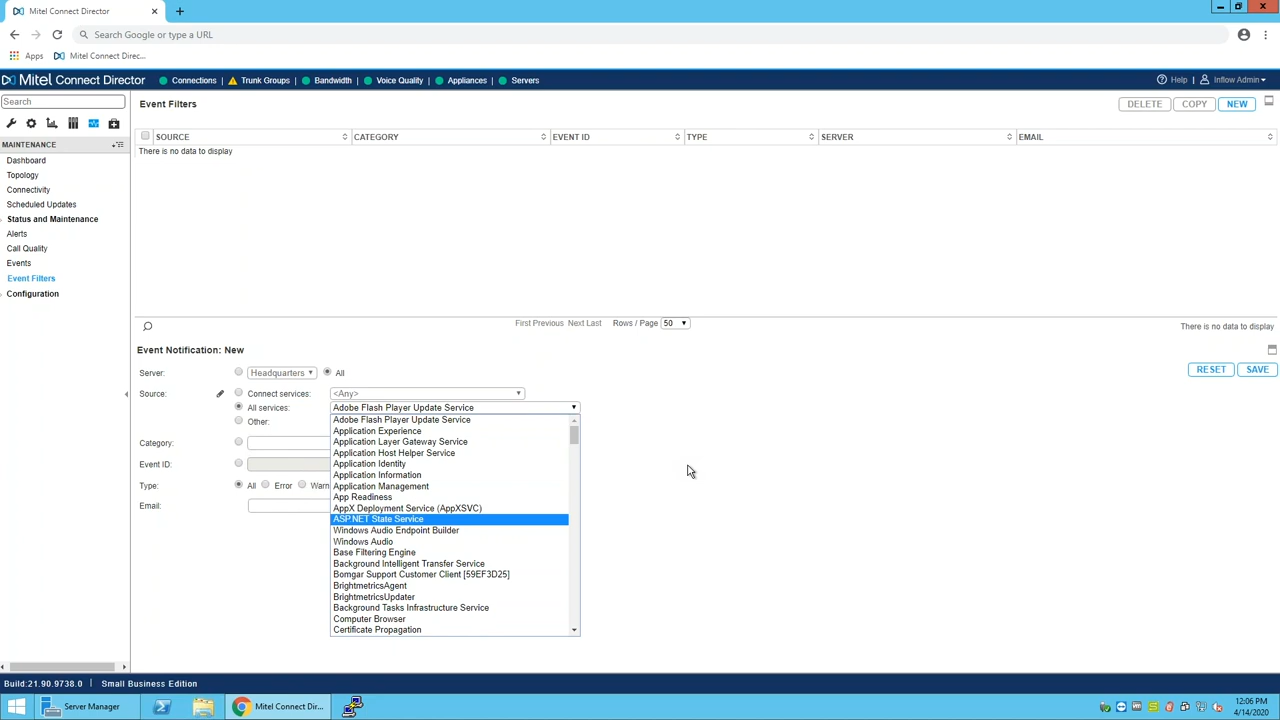 Mitel Connect Director
Search Google or type a URL
Apps Mitel Connect Direc...
Mitel Connect Director Connections Trunk Groups Bandwidth Voice Quality Appliances Servers Help Inflow Admin
Search
Event Filters DELETE COPY NEW
SOURCE CATEGORY EVENT ID TYPE SERVER EMAIL
There is no data to display
MAINTENANCE
Dashboard
Topology
Connectivity
Scheduled Updates
Status and Maintenance
Alerts
Call Quality
Events
Event Filters
Configuration
First Previous Next Last Rows / Page 50 There is no data to display
Event Notification: New
RESET SAVE
Server: Headquarters All
Source: Connect services: <Any>
All services: Adobe Flash Player Update Service
Other:
Category:
Event ID:
Type: All Error Warn
Email:
Adobe Flash Player Update Service
Application Experience
Application Layer Gateway Service
Application Host Helper Service
Application Identity
Application Information
Application Management
App Readiness
AppX Deployment Service (AppXSVC)
ASP.NET State Service
Windows Audio Endpoint Builder
Windows Audio
Base Filtering Engine
Background Intelligent Transfer Service
Bomgar Support Customer Client [59EF3D25]
BrightmetricsAgent
BrightmetricsUpdater
Background Tasks Infrastructure Service
Computer Browser
Certificate Propagation
Build:21.90.9738.0 | Small Business Edition
Server Manager Mitel Connect Dir...
12:06 PM
4/14/2020